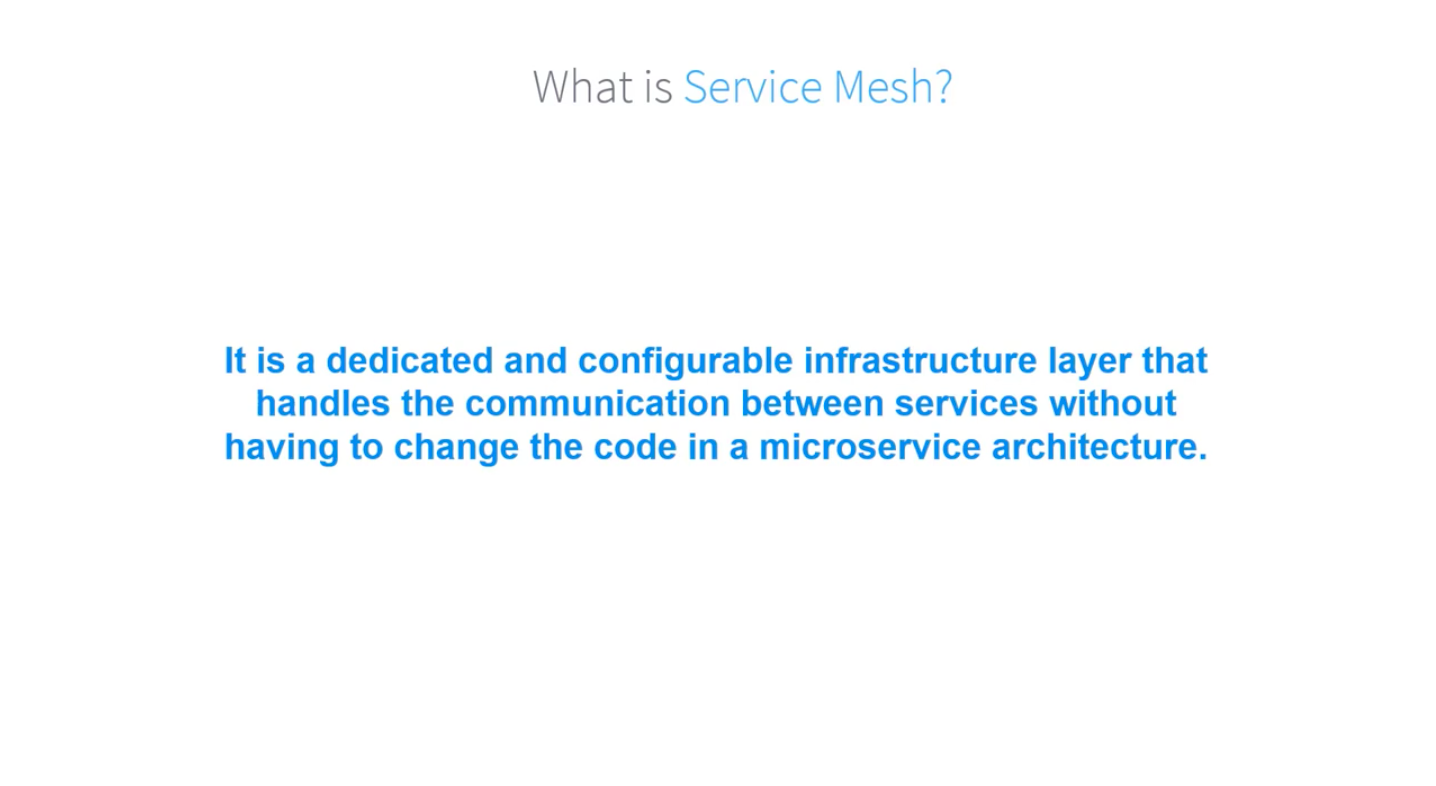 What is Service Mesh?
It is a dedicated and configurable infrastructure layer that
handles the communication between services without
having to change the code in a microservice architecture.